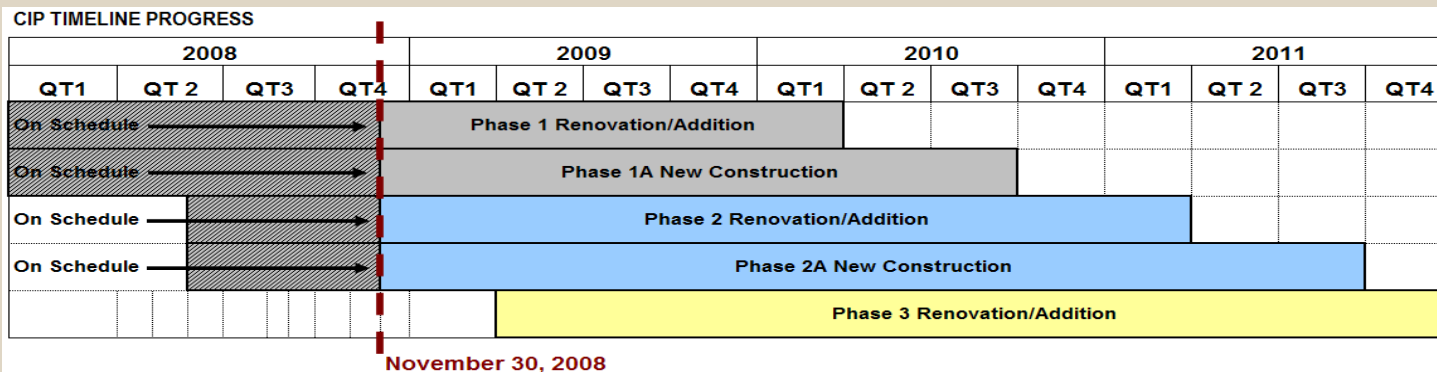 CIP TIMELINE PROGRESS
2008 2009 2010 2011
QT1 QT 2 QT3 QT4 QT1 QT 2 QT3 QT4 QT1 QT 2 QT3 QT4 QT1 QT 2 QT3 QT4
On Schedule Phase 1 Renovation/Addition
On Schedule Phase 1A New Construction
On Schedule Phase 2 Renovation/Addition
On Schedule Phase 2A New Construction
Phase 3 Renovation/Addition
November 30, 2008